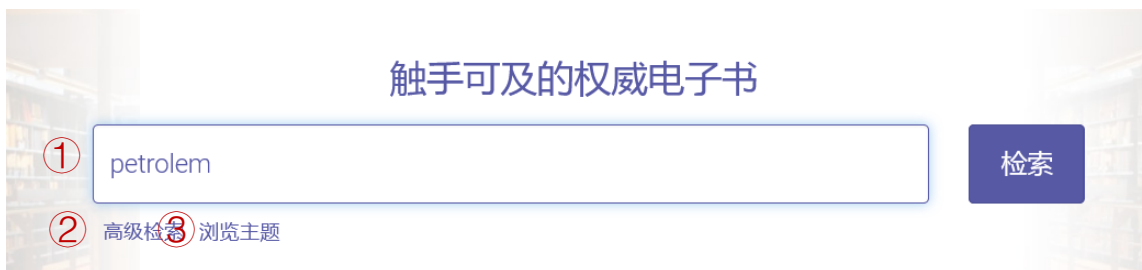 触手可及的权威电子书
① petrolem 检索
② 高级检索 ③ 浏览主题